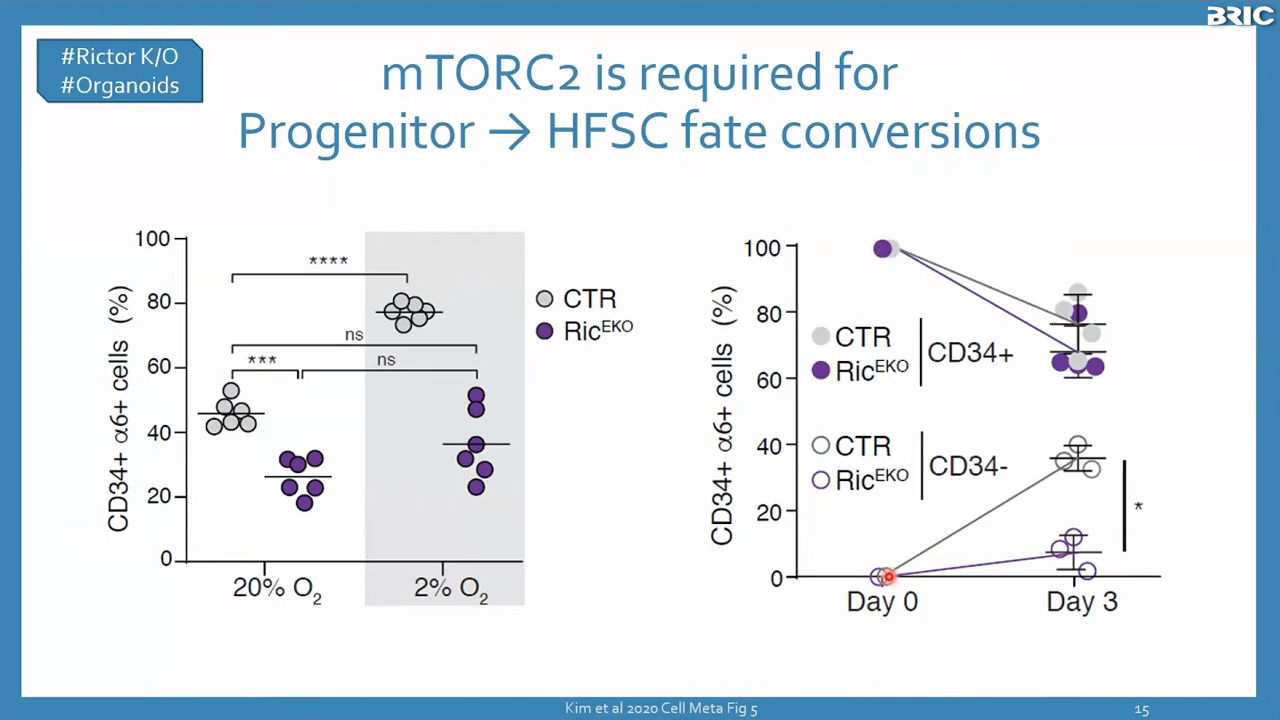 BRIC
#Rictor K/O
#Organoids
mTORC2 is required for
Progenitor → HFSC fate conversions
CD34+ α6+ cells (%)
100
80
60
40
20
0
****
ns
***
ns
20% O2
2% O2
CTR
RicEKO
CD34+ α6+ cells (%)
100
80
60
40
20
0
CTR
RicEKO
CD34+
CTR
RicEKO
CD34-
*
Day 0
Day 3
Kim et al 2020 Cell Meta Fig 5
15